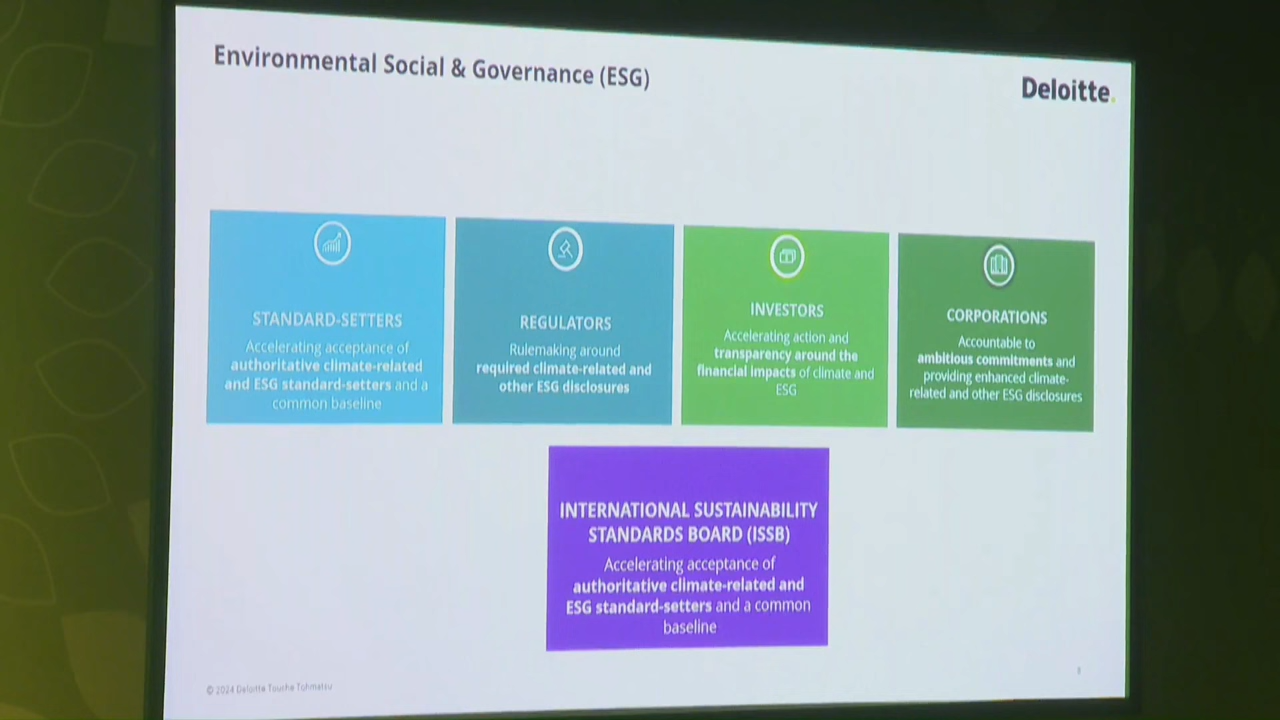 Environmental Social & Governance (ESG)
Deloitte.
STANDARD-SETTERS
Accelerating acceptance of
authoritative climate-related
and ESG standard-setters and a
common baseline
REGULATORS
Rulemaking around
required climate-related and
other ESG disclosures
INVESTORS
Accelerating action and
transparency around the
financial impacts of climate and
ESG
CORPORATIONS
Accountable to
ambitious commitments and
providing enhanced climate-
related and other ESG disclosures
INTERNATIONAL SUSTAINABILITY
STANDARDS BOARD (ISSB)
Accelerating acceptance of
authoritative climate-related and
ESG standard-setters and a common
baseline
© 2024 Deloitte Touche Tohmatsu